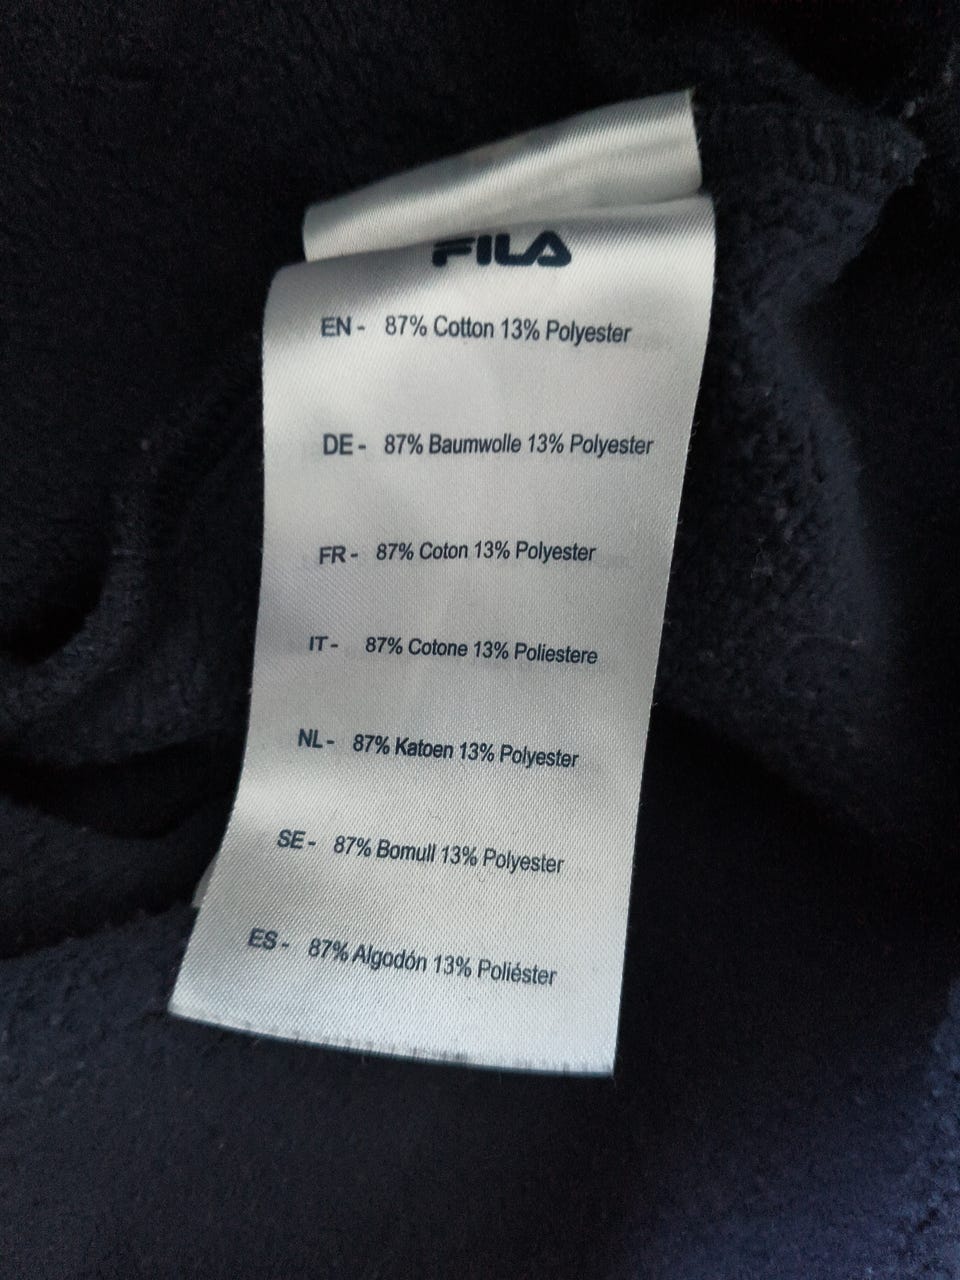 FILA
EN - 87% Cotton 13% Polyester
DE - 87% Baumwolle 13% Polyester
FR - 87% Coton 13% Polyester
IT - 87% Cotone 13% Poliestere
NL - 87% Katoen 13% Polyester
SE - 87% Bomull 13% Polyester
ES - 87% Algodón 13% Poliéster